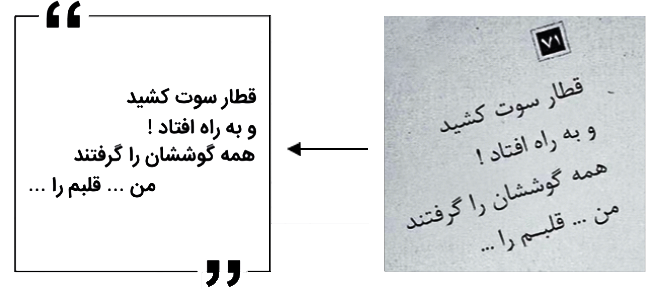 قطار سوت کشید
و به راه افتاد !
همه گوششان را گرفتند
من ... قلبم را ...
۷۱
قطار سوت کشید
و به راه افتاد !
همه گوششان را گرفتند
من ... قلبم را ...